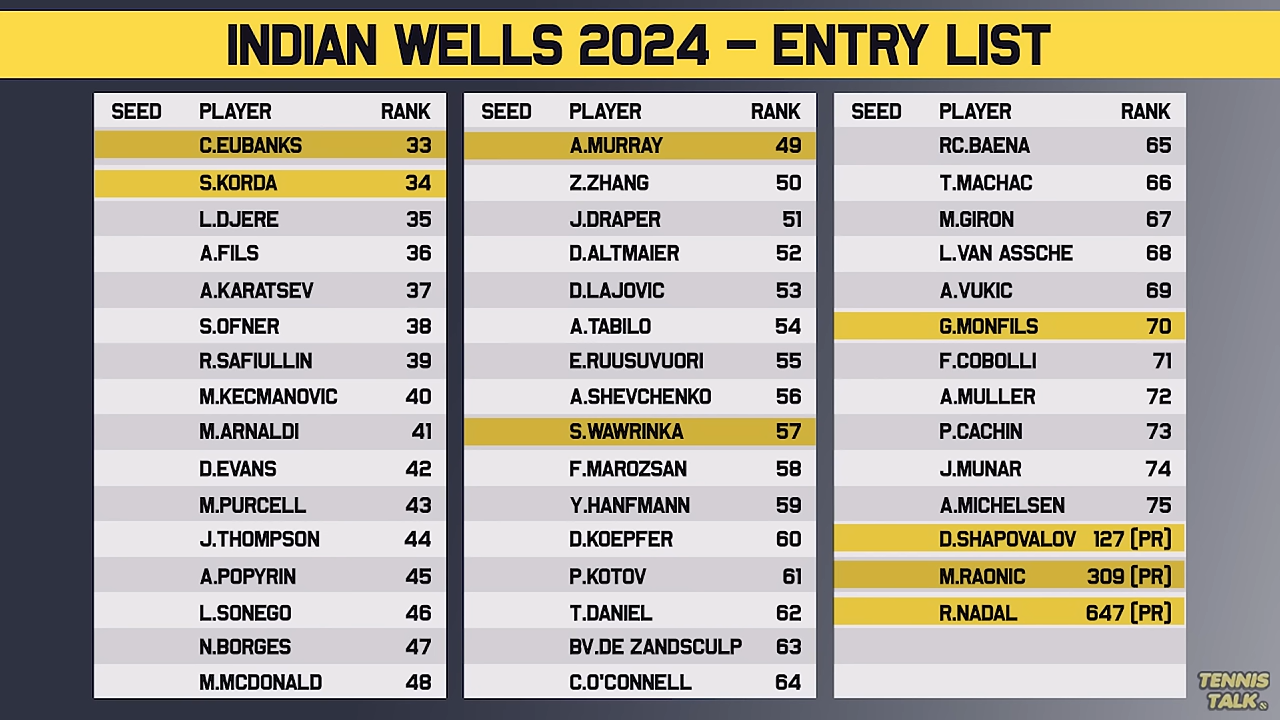 INDIAN WELLS 2024 – ENTRY LIST
SEED PLAYER RANK
C.EUBANKS 33
S.KORDA 34
L.DJERE 35
A.FILS 36
A.KARATSEV 37
S.OFNER 38
R.SAFIULLIN 39
M.KECMANOVIC 40
M.ARNALDI 41
D.EVANS 42
M.PURCELL 43
J.THOMPSON 44
A.POPYRIN 45
L.SONEGO 46
N.BORGES 47
M.MCDONALD 48
SEED PLAYER RANK
A.MURRAY 49
Z.ZHANG 50
J.DRAPER 51
D.ALTMAIER 52
D.LAJOVIC 53
A.TABILO 54
E.RUUSUVUORI 55
A.SHEVCHENKO 56
S.WAWRINKA 57
F.MAROZSAN 58
Y.HANFMANN 59
D.KOEPFER 60
P.KOTOV 61
T.DANIEL 62
BV.DE ZANDSCULP 63
C.O'CONNELL 64
SEED PLAYER RANK
RC.BAENA 65
T.MACHAC 66
M.GIRON 67
L.VAN ASSCHE 68
A.VUKIC 69
G.MONFILS 70
F.COBOLLI 71
A.MULLER 72
P.CACHIN 73
J.MUNAR 74
A.MICHELSEN 75
D.SHAPOVALOV 127 [PR]
M.RAONIC 309 [PR]
R.NADAL 647 [PR]
TENNIS
TALK